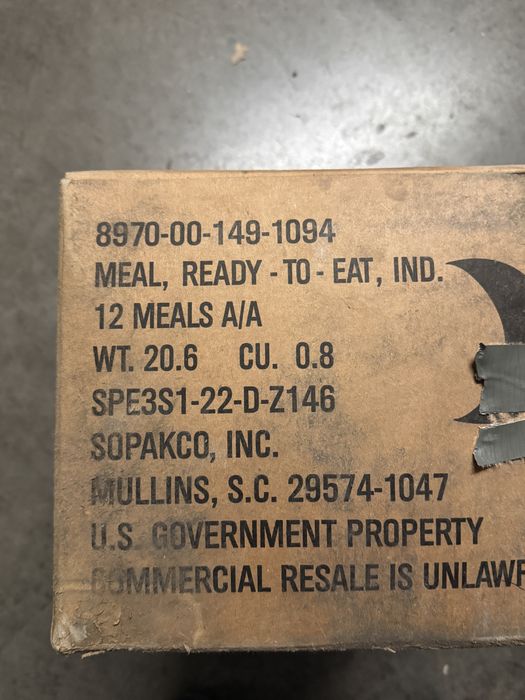 8970-00-149-1094
MEAL, READY - TO - EAT, IND.
12 MEALS A/A
WT. 20.6 CU. 0.8
SPE3S1-22-D-Z146
SOPAKCO, INC.
MULLINS, S.C. 29574-1047
U.S. GOVERNMENT PROPERTY
COMMERCIAL RESALE IS UNLAWF